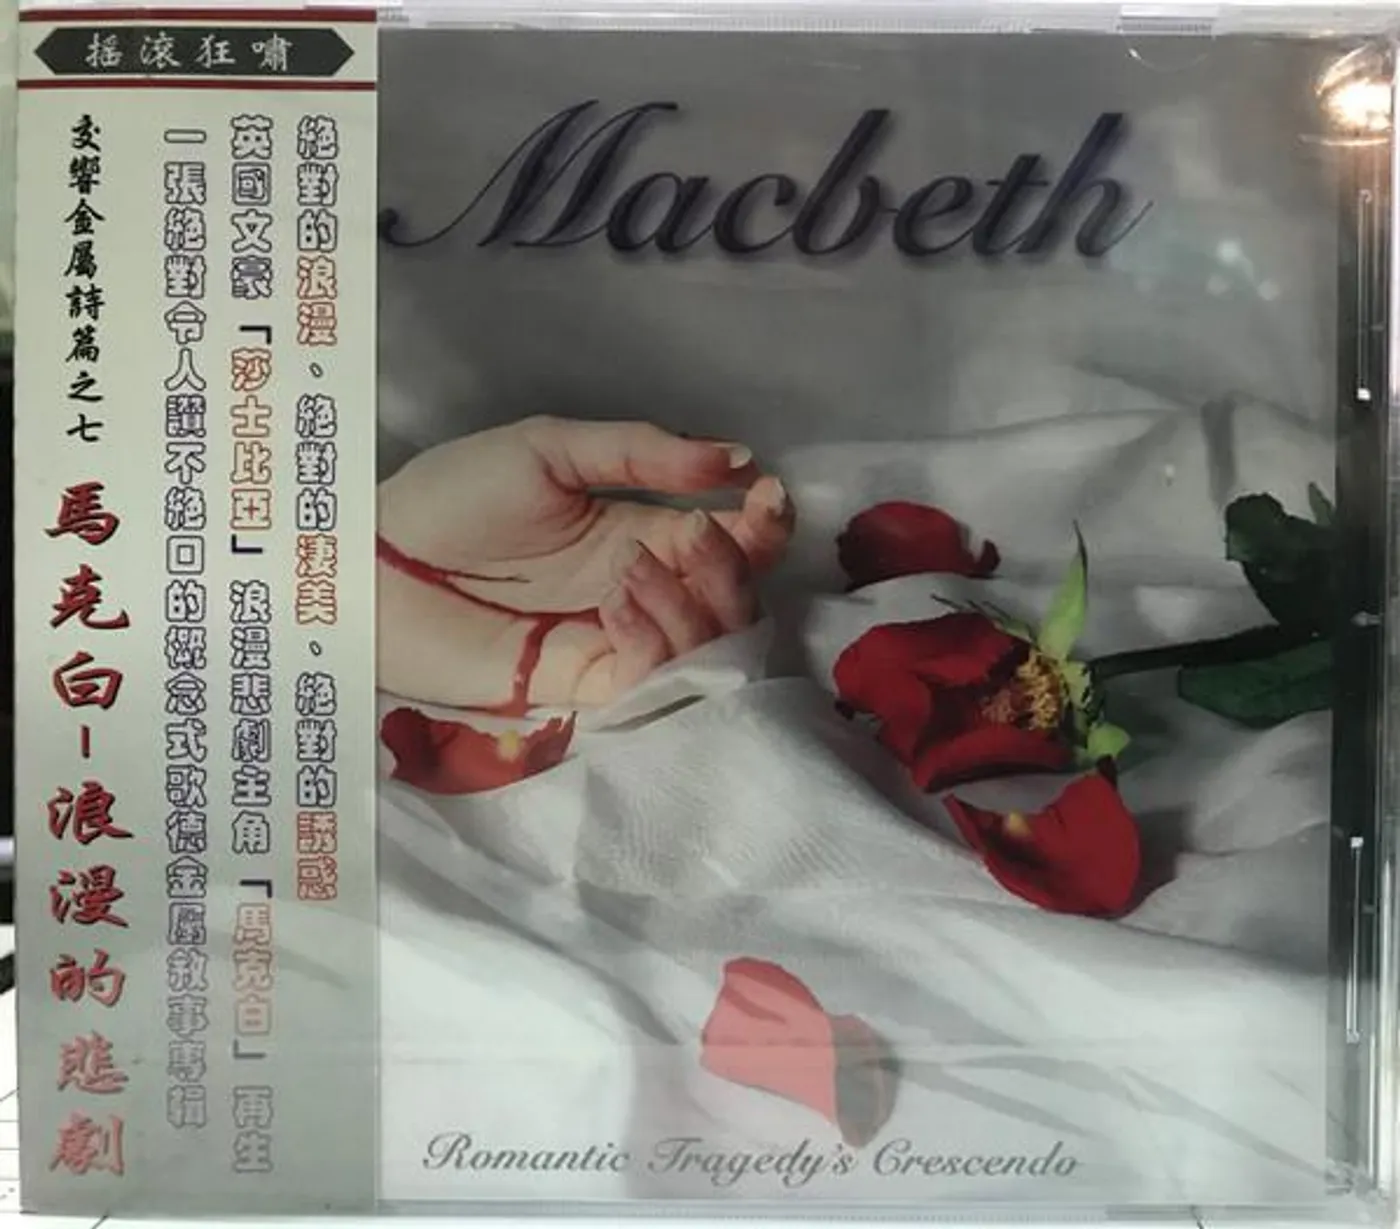 搖滾狂嘯
絕對的浪漫、絕對的淒美、絕對的誘惑
英國文豪「莎士比亞」浪漫悲劇主角「馬克白」再生
一張絕對令人讚不絕口的概念式歌德金屬敘事專輯
交響金屬詩篇之七 馬克白-浪漫的悲劇
Macbeth
Romantic Tragedy's Crescendo